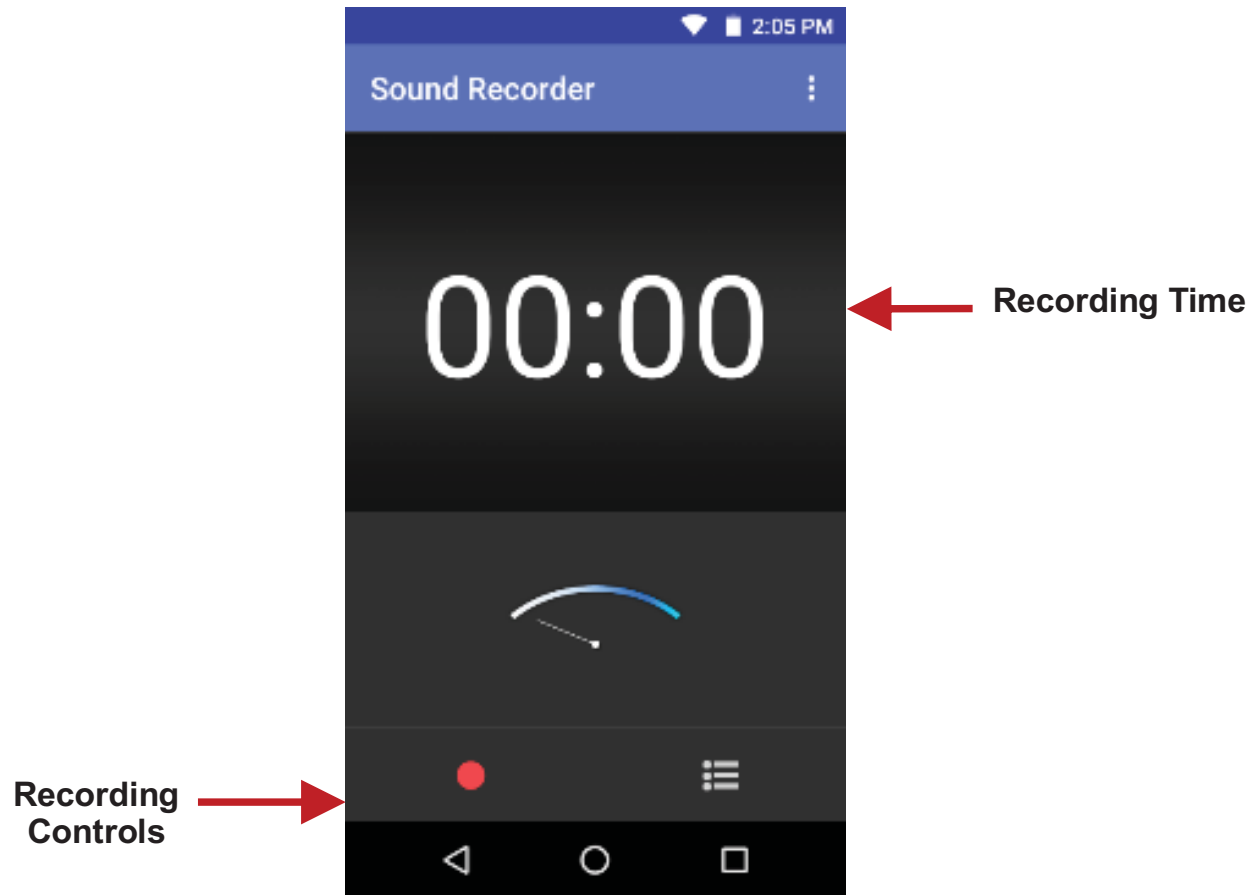 2:05 PM
Sound Recorder
00:00
Recording Time
Recording
Controls